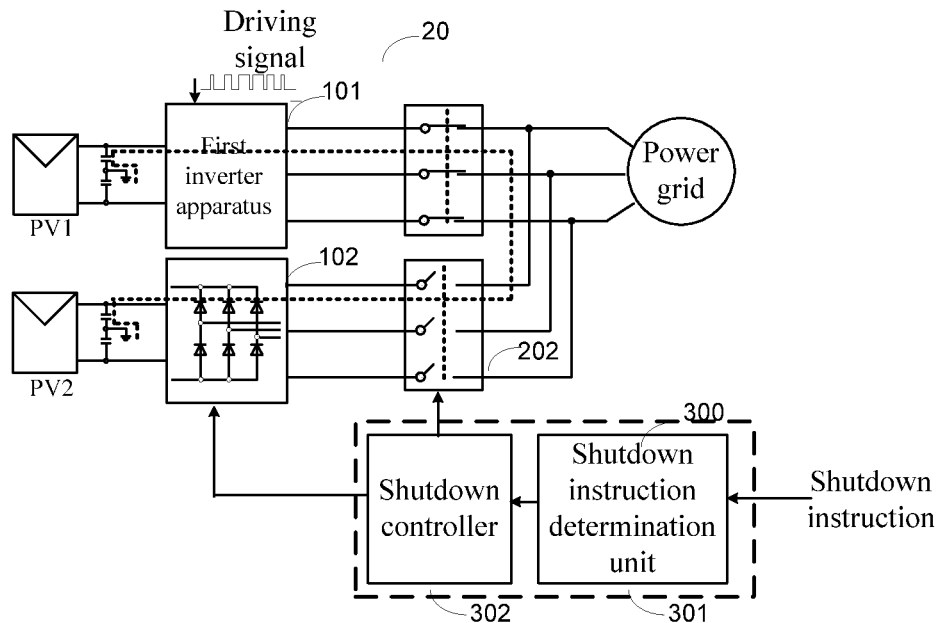 Driving
signal
20
101
First
inverter
apparatus
PV1
Power
grid
102
PV2
202
300
Shutdown
controller
Shutdown
instruction
determination
unit
Shutdown
instruction
302
301